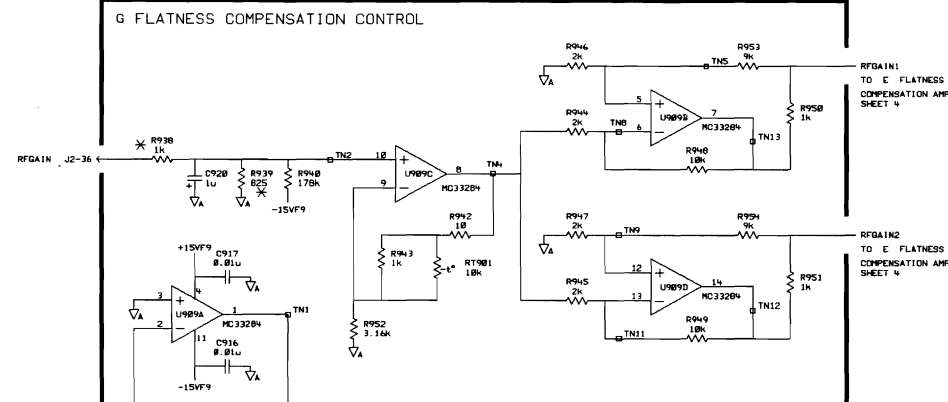 G FLATNESS COMPENSATION CONTROL
R946
2k
R953
9k
TN5
RFGAIN1
TO E FLATNESS
COMPENSATION AMP
SHEET 4
A
5
+
U909B
7
MC33284
6
−
R944
2k
TN8
R950
1k
TN13
R948
10k
R938
1k
RFGAIN J2-36
TN2
10
+
U909C
8
MC33284
9
−
TN4
C920
1u
+
R939
825
R940
178k
-15VF9
A
A
R942
10
R943
1k
-t°
RT901
10k
R947
2k
R954
9k
TN9
RFGAIN2
TO E FLATNESS
COMPENSATION AMP
SHEET 4
A
12
+
U909D
14
MC33284
13
−
R945
2k
R951
1k
TN12
TN11
R949
10k
+15VF9
C917
0.01u
A
4
3
+
U909A
1
MC33284
2
−
A
TN1
11
C916
0.01u
A
-15VF9
R952
3.16k
A